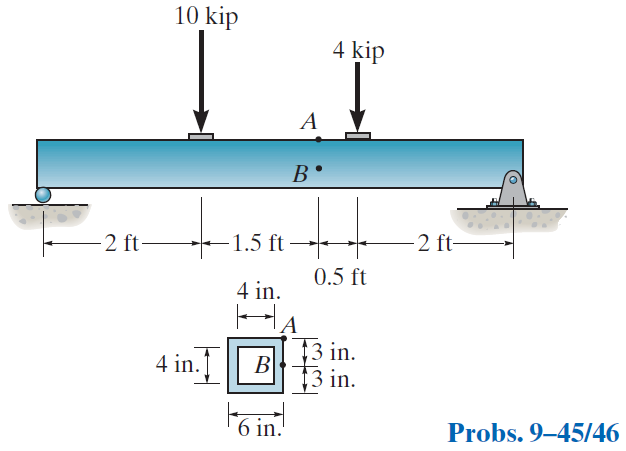 10 kip
4 kip
A
B
2 ft
1.5 ft
2 ft
0.5 ft
4 in.
A
3 in.
4 in.
B
3 in.
6 in.
Probs. 9–45/46